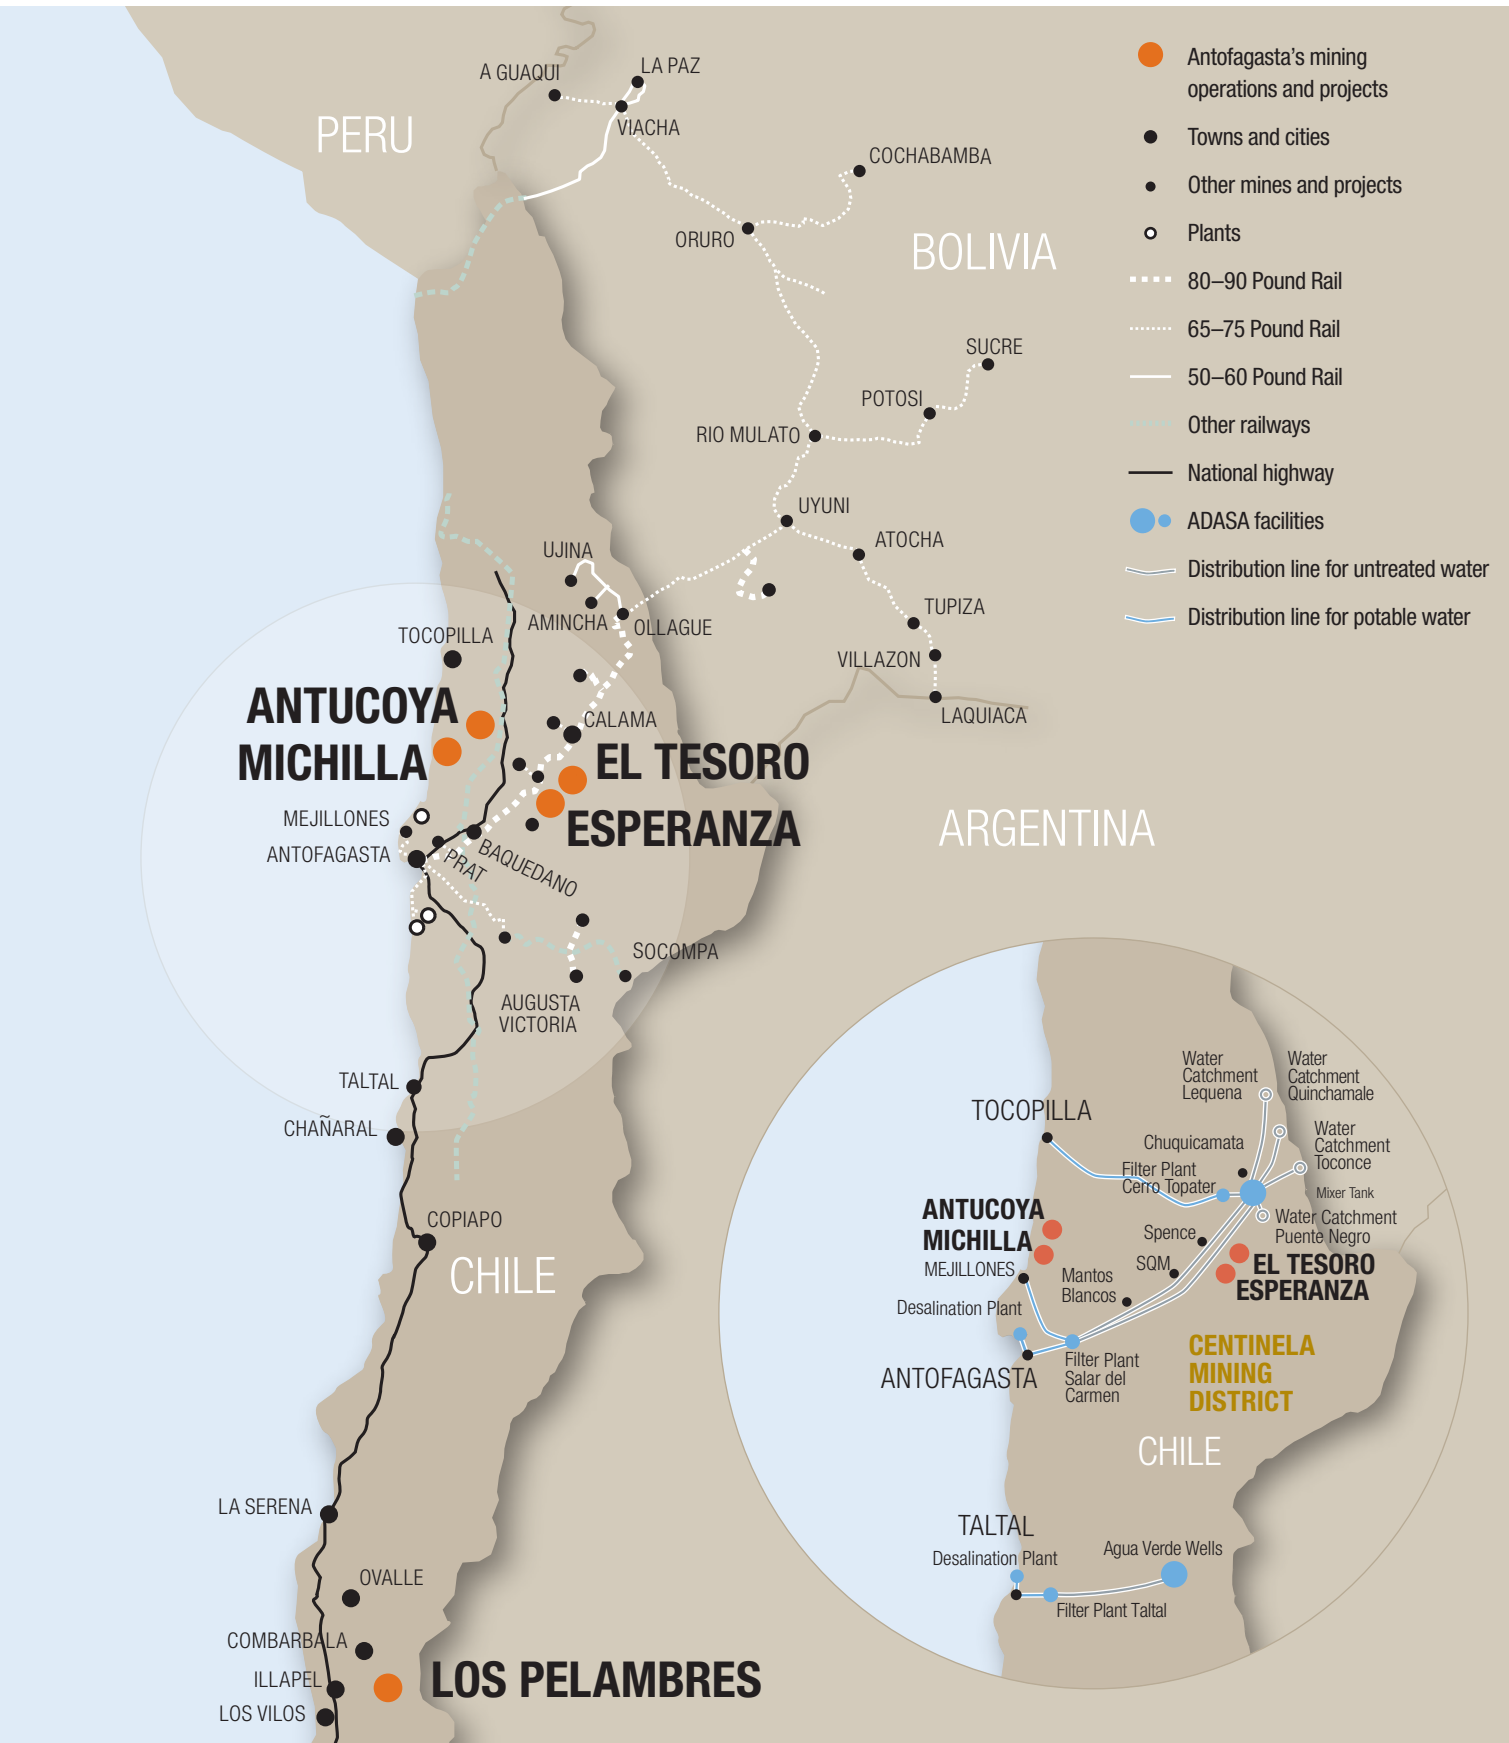 A GUAQUI
LA PAZ
PERU
VIACHA
COCHABAMBA
ORURO
BOLIVIA
SUCRE
POTOSI
RIO MULATO
UYUNI
UJINA
ATOCHA
AMINCHA
OLLAGUE
TUPIZA
TOCOPILLA
VILLAZON
ANTUCOYA
MICHILLA
CALAMA
LAQUIACA
EL TESORO
ESPERANZA
MEJILLONES
ANTOFAGASTA
PRAT
BAQUEDANO
ARGENTINA
SOCOMPA
AUGUSTA
VICTORIA
TALTAL
CHAÑARAL
COPIAPO
CHILE
LA SERENA
OVALLE
COMBARBALA
ILLAPEL
LOS VILOS
LOS PELAMBRES
Antofagasta's mining
operations and projects
Towns and cities
Other mines and projects
Plants
80–90 Pound Rail
65–75 Pound Rail
50–60 Pound Rail
Other railways
National highway
ADASA facilities
Distribution line for untreated water
Distribution line for potable water
Water
Catchment
Lequena
Water
Catchment
Quinchamale
TOCOPILLA
Water
Catchment
Toconce
Chuquicamata
Filter Plant
Cerro Topater
Mixer Tank
ANTUCOYA
MICHILLA
Water Catchment
Puente Negro
Spence
MEJILLONES
SQM
EL TESORO
ESPERANZA
Mantos
Blancos
Desalination Plant
CENTINELA
MINING
DISTRICT
ANTOFAGASTA
Filter Plant
Salar del
Carmen
CHILE
TALTAL
Desalination Plant
Agua Verde Wells
Filter Plant Taltal